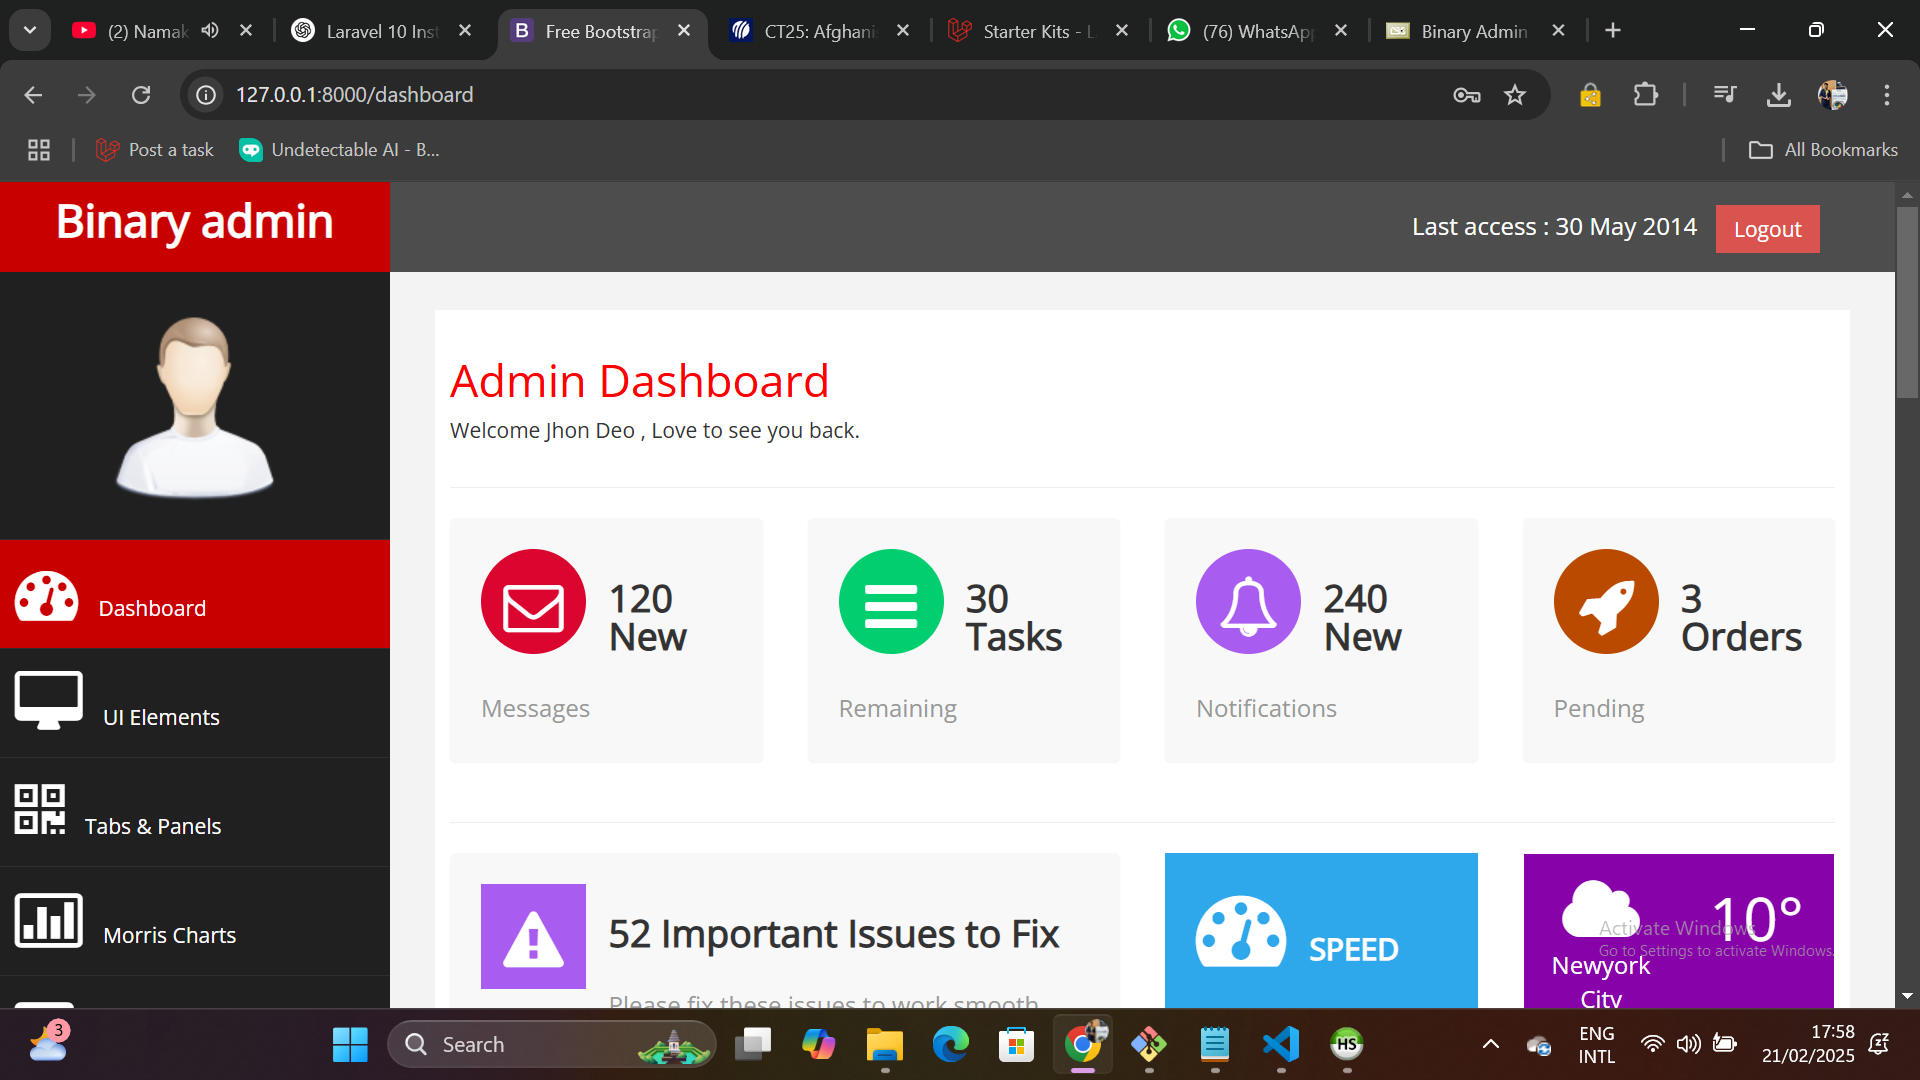 (2) Namak
Laravel 10 Inst
Free Bootstrap
CT25: Afghani
Starter Kits - L
(76) WhatsApp
Binary Admin
127.0.0.1:8000/dashboard
Post a task
Undetectable AI - B...
All Bookmarks
Binary admin
Last access : 30 May 2014
Logout
Admin Dashboard
Welcome Jhon Deo , Love to see you back.
Dashboard
UI Elements
Tabs & Panels
Morris Charts
120
New
Messages
30
Tasks
Remaining
240
New
Notifications
3
Orders
Pending
52 Important Issues to Fix
Please fix these issues to work smooth
SPEED
10°
Newyork
City
Activate Windows
Go to Settings to activate Windows.
3
Search
HS
ENG
INTL
17:58
21/02/2025